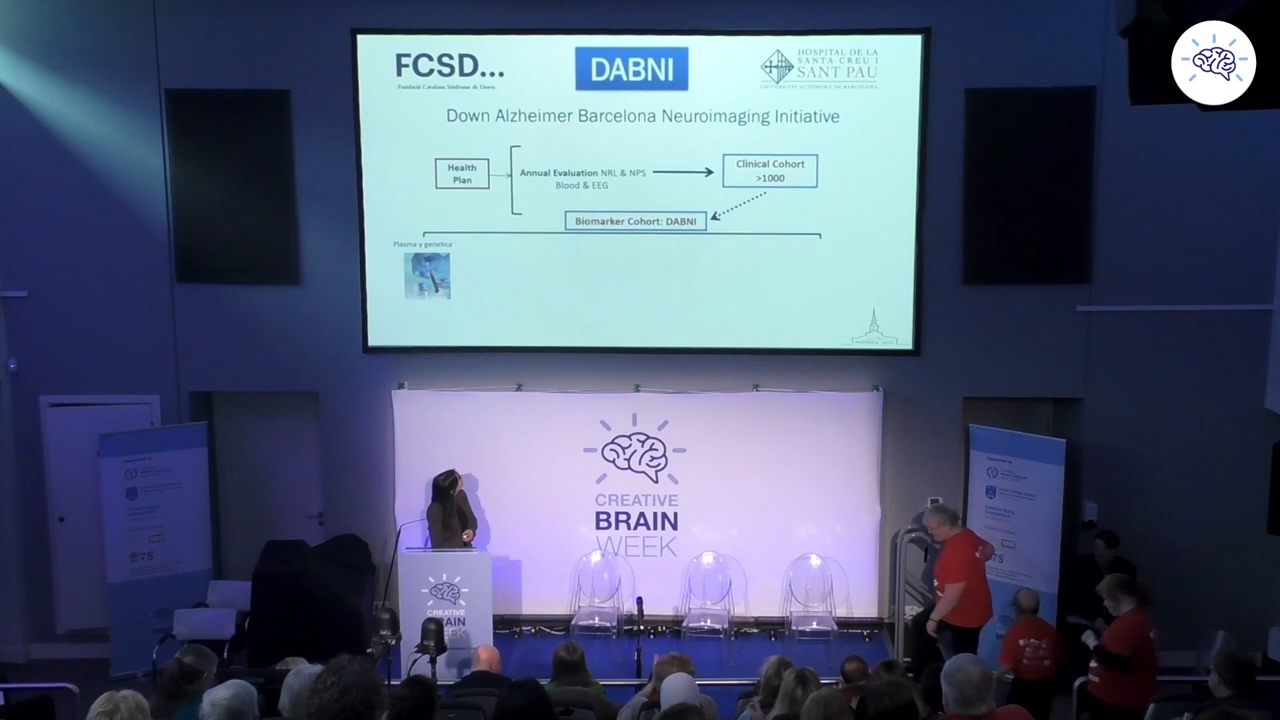 FCSD...
Fundació Catalana Síndrome de Down
DABNI
HOSPITAL DE LA
SANTA CREU I
SANT PAU
UNIVERSITAT AUTÒNOMA DE BARCELONA
Down Alzheimer Barcelona Neuroimaging Initiative
Health
Plan
Annual Evaluation NRL & NPS
Blood & EEG
Clinical Cohort
>1000
Biomarker Cohort: DABNI
Plasma y genetica
CREATIVE
BRAIN
WEEK
CREATIVE
BRAIN
WEEK
75